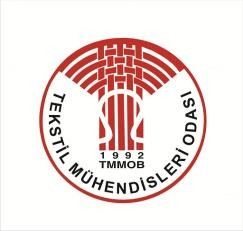 1992
TMMOB
TEKSTİL MÜHENDİSLERİ ODASI